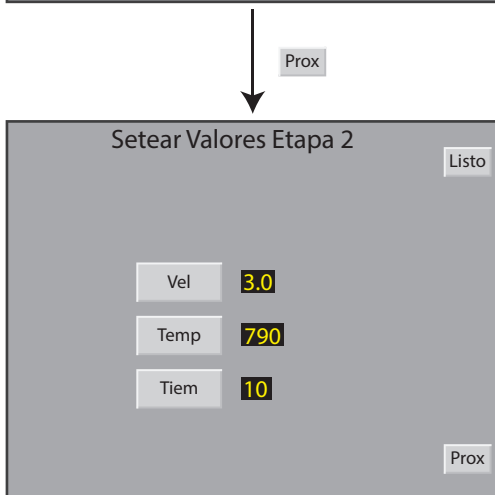 Prox
Setear Valores Etapa 2
Listo
Vel 3.0
Temp 790
Tiem 10
Prox